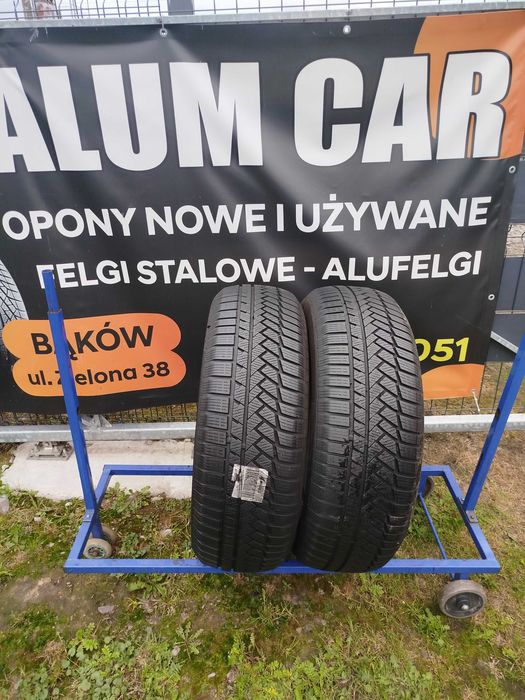 ALUM CAR
OPONY NOWE I UŻYWANE
FELGI STALOWE - ALUFELGI
BĄKÓW
ul. Zielona 38
051